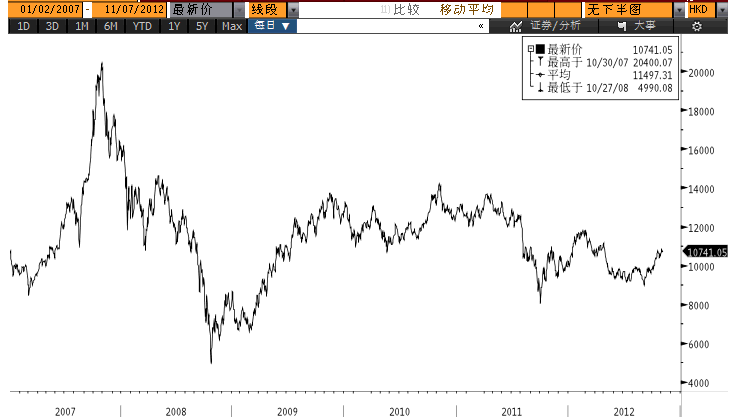 01/02/2007 - 11/07/2012 最新价 线段 比较 移动平均 无下半图 HKD
1D 3D 1M 6M YTD 1Y 5Y Max 每日 ▼ « 证券/分析 大事
最新价 10741.05
最高于 10/30/07 20400.07
平均 11497.31
最低于 10/27/08 4990.08
20000
18000
16000
14000
12000
10741.05
10000
8000
6000
4000
2007 2008 2009 2010 2011 2012